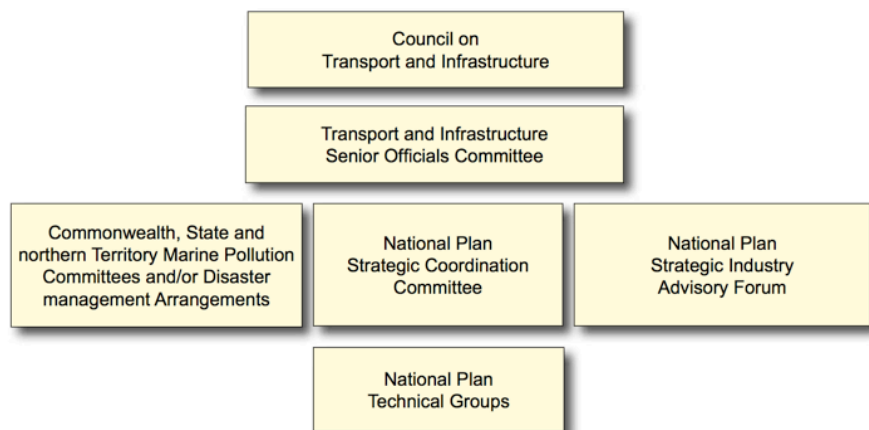 Council on
Transport and Infrastructure
Transport and Infrastructure
Senior Officials Committee
Commonwealth, State and
northern Territory Marine Pollution
Committees and/or Disaster
management Arrangements
National Plan
Strategic Coordination
Committee
National Plan
Strategic Industry
Advisory Forum
National Plan
Technical Groups